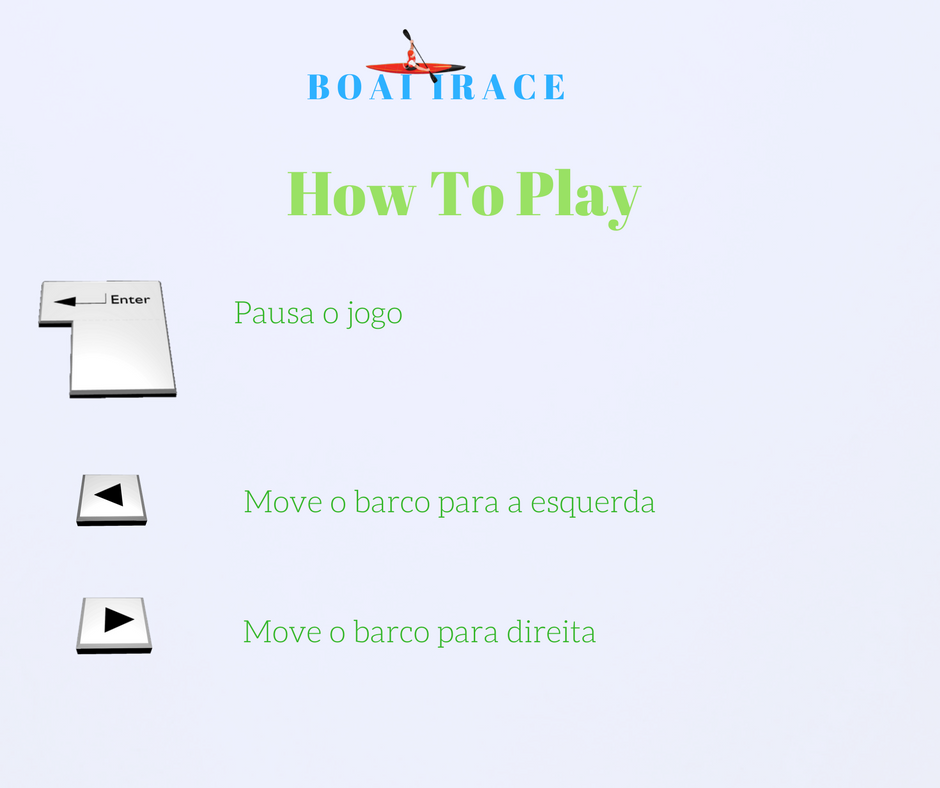 BOAT RACE
How To Play
Enter
Pausa o jogo
Move o barco para a esquerda
Move o barco para direita